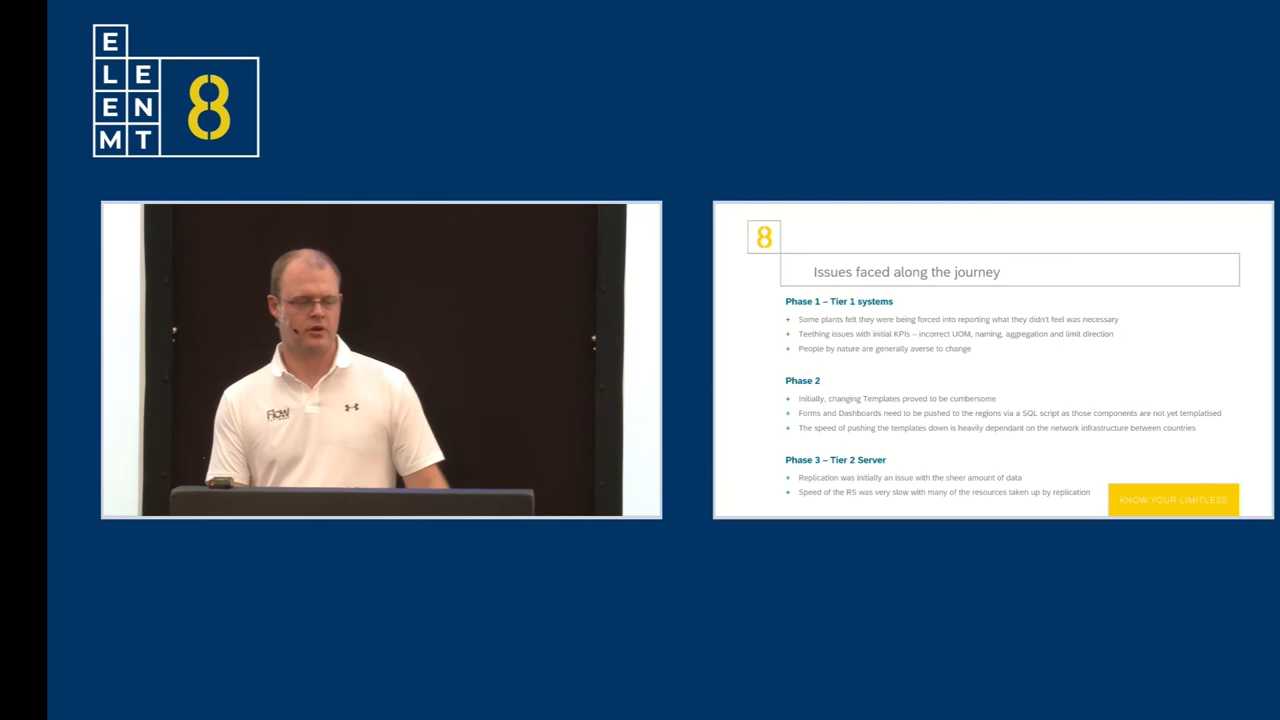 E
L E
E N
M T
8
8
Issues faced along the journey
Phase 1 – Tier 1 systems
+ Some plants felt they were being forced into reporting what they didn't feel was necessary
+ Teething issues with initial KPIs – incorrect UOM, naming, aggregation and limit direction
+ People by nature are generally averse to change
Phase 2
+ Initially, changing Templates proved to be cumbersome
+ Forms and Dashboards need to be pushed to the regions via a SQL script as those components are not yet templatised
+ The speed of pushing the templates down is heavily dependant on the network infrastructure between countries
Phase 3 – Tier 2 Server
+ Replication was initially an issue with the sheer amount of data
+ Speed of the RS was very slow with many of the resources taken up by replication
KNOW YOUR LIMITLESS
Flow